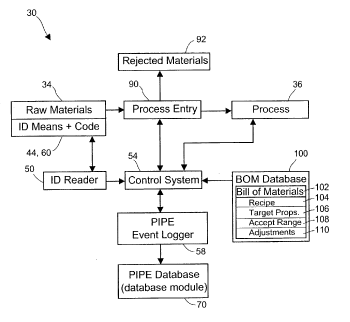 30
92
Rejected Materials
34
90
36
Raw Materials
Process Entry
Process
ID Means + Code
44, 60
54
100
50
ID Reader
Control System
BOM Database
Bill of Materials
102
Recipe
104
Target Props.
106
Accept Range
108
Adjustments
110
PIPE
Event Logger
58
PIPE Database
(database module)
70